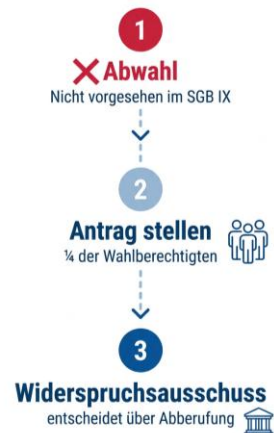 1
Abwahl
Nicht vorgesehen im SGB IX
2
Antrag stellen
¼ der Wahlberechtigten
3
Widerspruchsausschuss
entscheidet über Abberufung